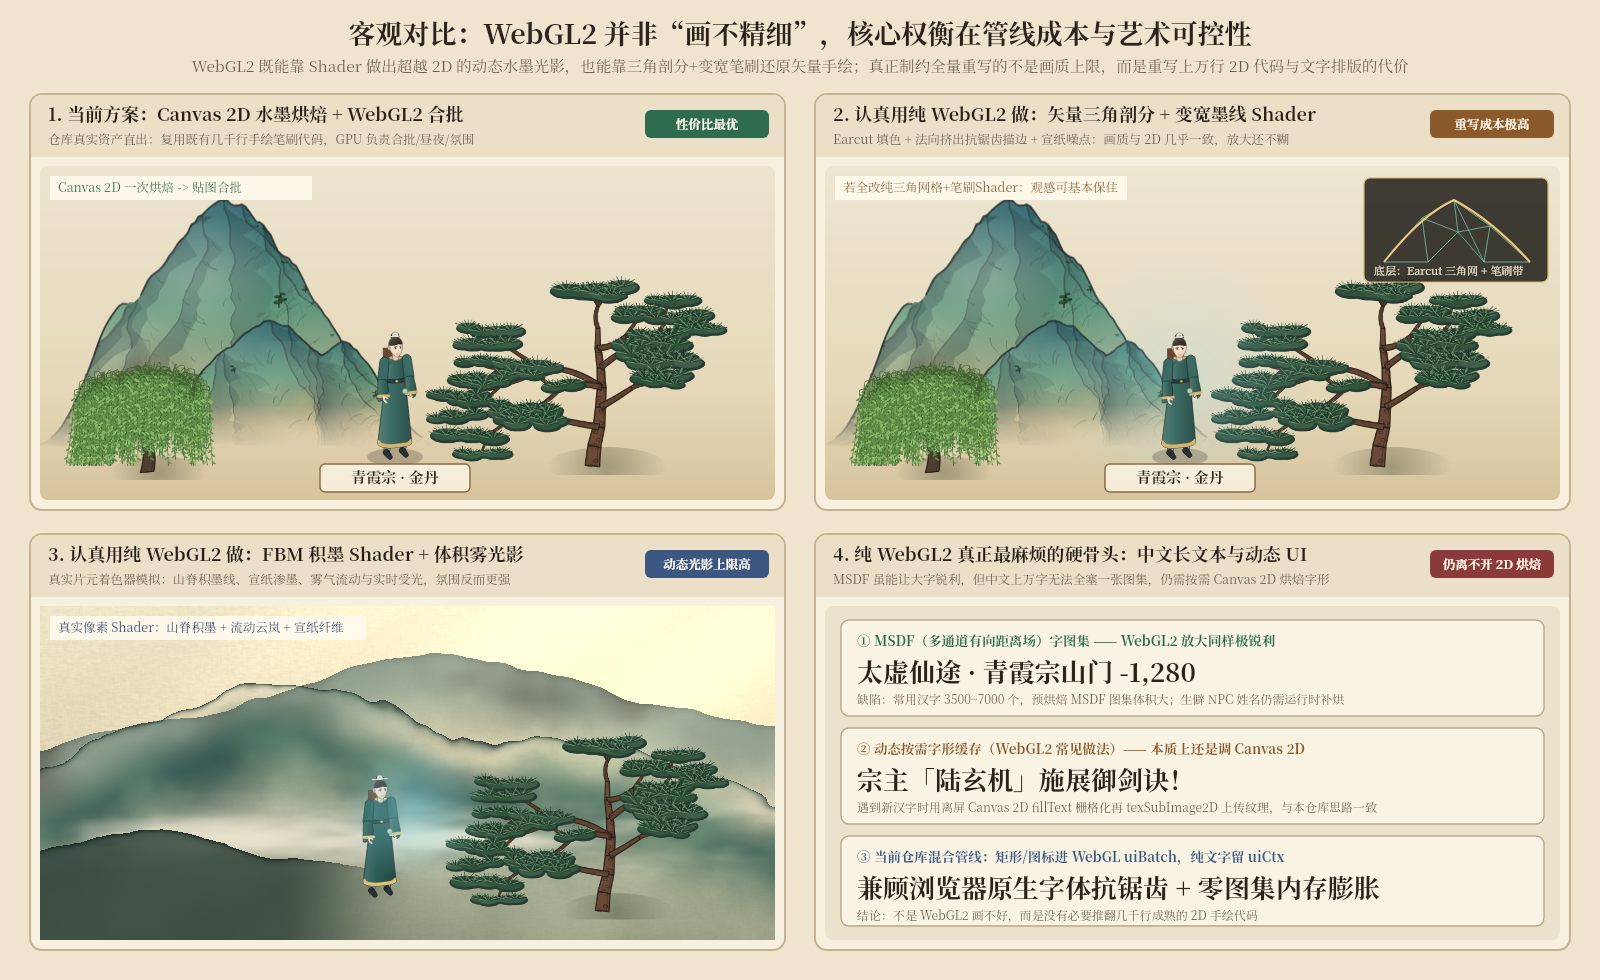 客观对比：WebGL2 并非“画不精细”，核心权衡在管线成本与艺术可控性
WebGL2 既能靠 Shader 做出超越 2D 的动态水墨光影，也能靠三角剖分+变宽笔刷还原矢量手绘；真正制约全量重写的不是画质上限，而是重写上万行 2D 代码与文字排版的代价
1. 当前方案：Canvas 2D 水墨烘焙 + WebGL2 合批
仓库真实资产直出：复用既有几千行手绘笔刷代码，GPU 负责合批/昼夜/氛围
性价比最优
Canvas 2D 一次烘焙 -> 贴图合批
青霞宗 · 金丹
2. 认真用纯 WebGL2 做：矢量三角剖分 + 变宽墨线 Shader
Earcut 填色 + 法向挤出抗锯齿描边 + 宣纸噪点：画质与 2D 几乎一致，放大还不糊
重写成本极高
若全改纯三角网格+笔刷Shader：观感可基本保住
底层：Earcut 三角网 + 笔刷带
青霞宗 · 金丹
3. 认真用纯 WebGL2 做：FBM 积墨 Shader + 体积雾光影
真实片元着色器模拟：山脊积墨线、宣纸渗墨、雾气流动与实时受光，氛围反而更强
动态光影上限高
真实像素 Shader：山脊积墨 + 流动云岚 + 宣纸纤维
4. 纯 WebGL2 真正最麻烦的硬骨头：中文长文本与动态 UI
MSDF 虽能让大字锐利，但中文上万字无法全塞一张图集，仍需按需 Canvas 2D 烘焙字形
仍离不开 2D 烘焙
① MSDF（多通道有向距离场）字图集 —— WebGL2 放大同样极锐利
太虚仙途 · 青霞宗山门 -1,280
缺陷：常用汉字 3500~7000 个，预烘焙 MSDF 图集体积大；生僻 NPC 姓名仍需运行时补烘
② 动态按需字形缓存（WebGL2 常见做法）—— 本质上还是调 Canvas 2D
宗主「陆玄机」施展御剑诀！
遇到新汉字时用离屏 Canvas 2D fillText 栅格化再 texSubImage2D 上传纹理，与本仓库思路一致
③ 当前仓库混合管线：矩形/图标进 WebGL uiBatch，纯文字留 uiCtx
兼顾浏览器原生字体抗锯齿 + 零图集内存膨胀
结论：不是 WebGL2 画不好，而是没有必要推翻几千行成熟的 2D 手绘代码